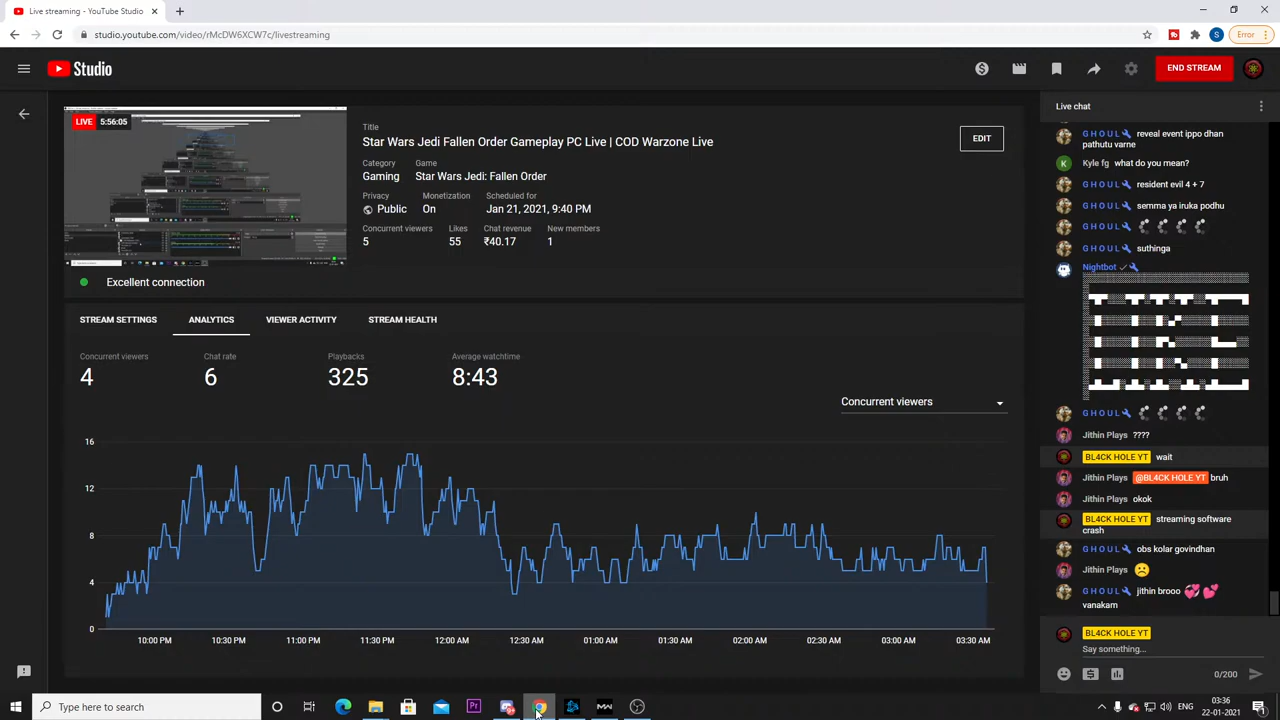 Live streaming - YouTube Studio
studio.youtube.com/video/rMcDW6XCW7c/livestreaming
Error
Studio
END STREAM
LIVE 5:56:05
Title
Star Wars Jedi Fallen Order Gameplay PC Live | COD Warzone Live
EDIT
Category Game
Gaming Star Wars Jedi: Fallen Order
Privacy Monetization Scheduled for
Public On Jan 21, 2021, 9:40 PM
Concurrent viewers Likes Chat revenue New members
5 55 ₹40.17 1
Excellent connection
STREAM SETTINGS ANALYTICS VIEWER ACTIVITY STREAM HEALTH
Concurrent viewers Chat rate Playbacks Average watchtime
4 6 325 8:43
Concurrent viewers
16
12
8
4
0
10:00 PM 10:30 PM 11:00 PM 11:30 PM 12:00 AM 12:30 AM 01:00 AM 01:30 AM 02:00 AM 02:30 AM 03:00 AM 03:30 AM
Live chat
G H O U L reveal event ippo dhan
pathutu varne
Kyle fg what do you mean?
G H O U L resident evil 4 + 7
G H O U L semma ya iruka podhu
G H O U L
G H O U L suthinga
Nightbot
G H O U L
Jithin Plays ????
BL4CK HOLE YT wait
Jithin Plays @BL4CK HOLE YT bruh
Jithin Plays okok
BL4CK HOLE YT streaming software
crash
G H O U L obs kolar govindhan
Jithin Plays
G H O U L jithin brooo
vanakam
BL4CK HOLE YT
Say something...
0/200
Type here to search
Pr
MW
03:36
22-01-2021